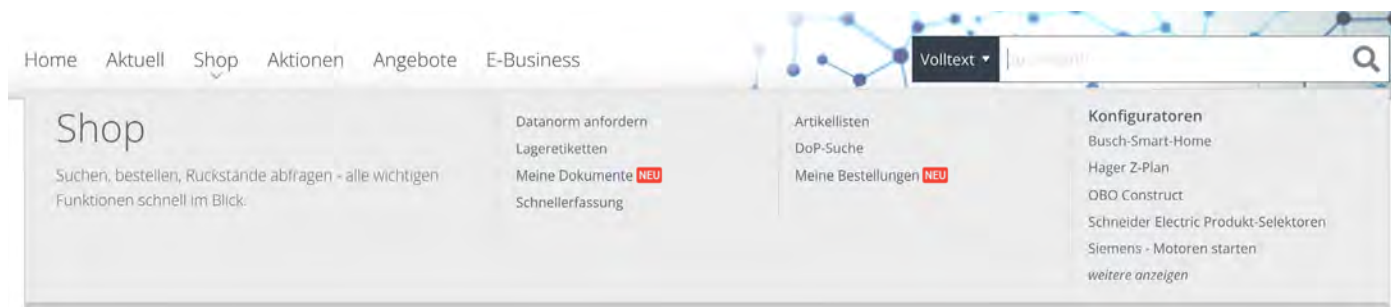 Home Aktuell Shop Aktionen Angebote E-Business
Volltext
Shop
Suchen, bestellen, Rückstände abfragen - alle wichtigen
Funktionen schnell im Blick.
Datanorm anfordern
Lageretiketten
Meine Dokumente NEU
Schnellerfassung
Artikellisten
DoP-Suche
Meine Bestellungen NEU
Konfiguratoren
Busch-Smart-Home
Hager Z-Plan
OBO Construct
Schneider Electric Produkt-Selektoren
Siemens - Motoren starten
weitere anzeigen